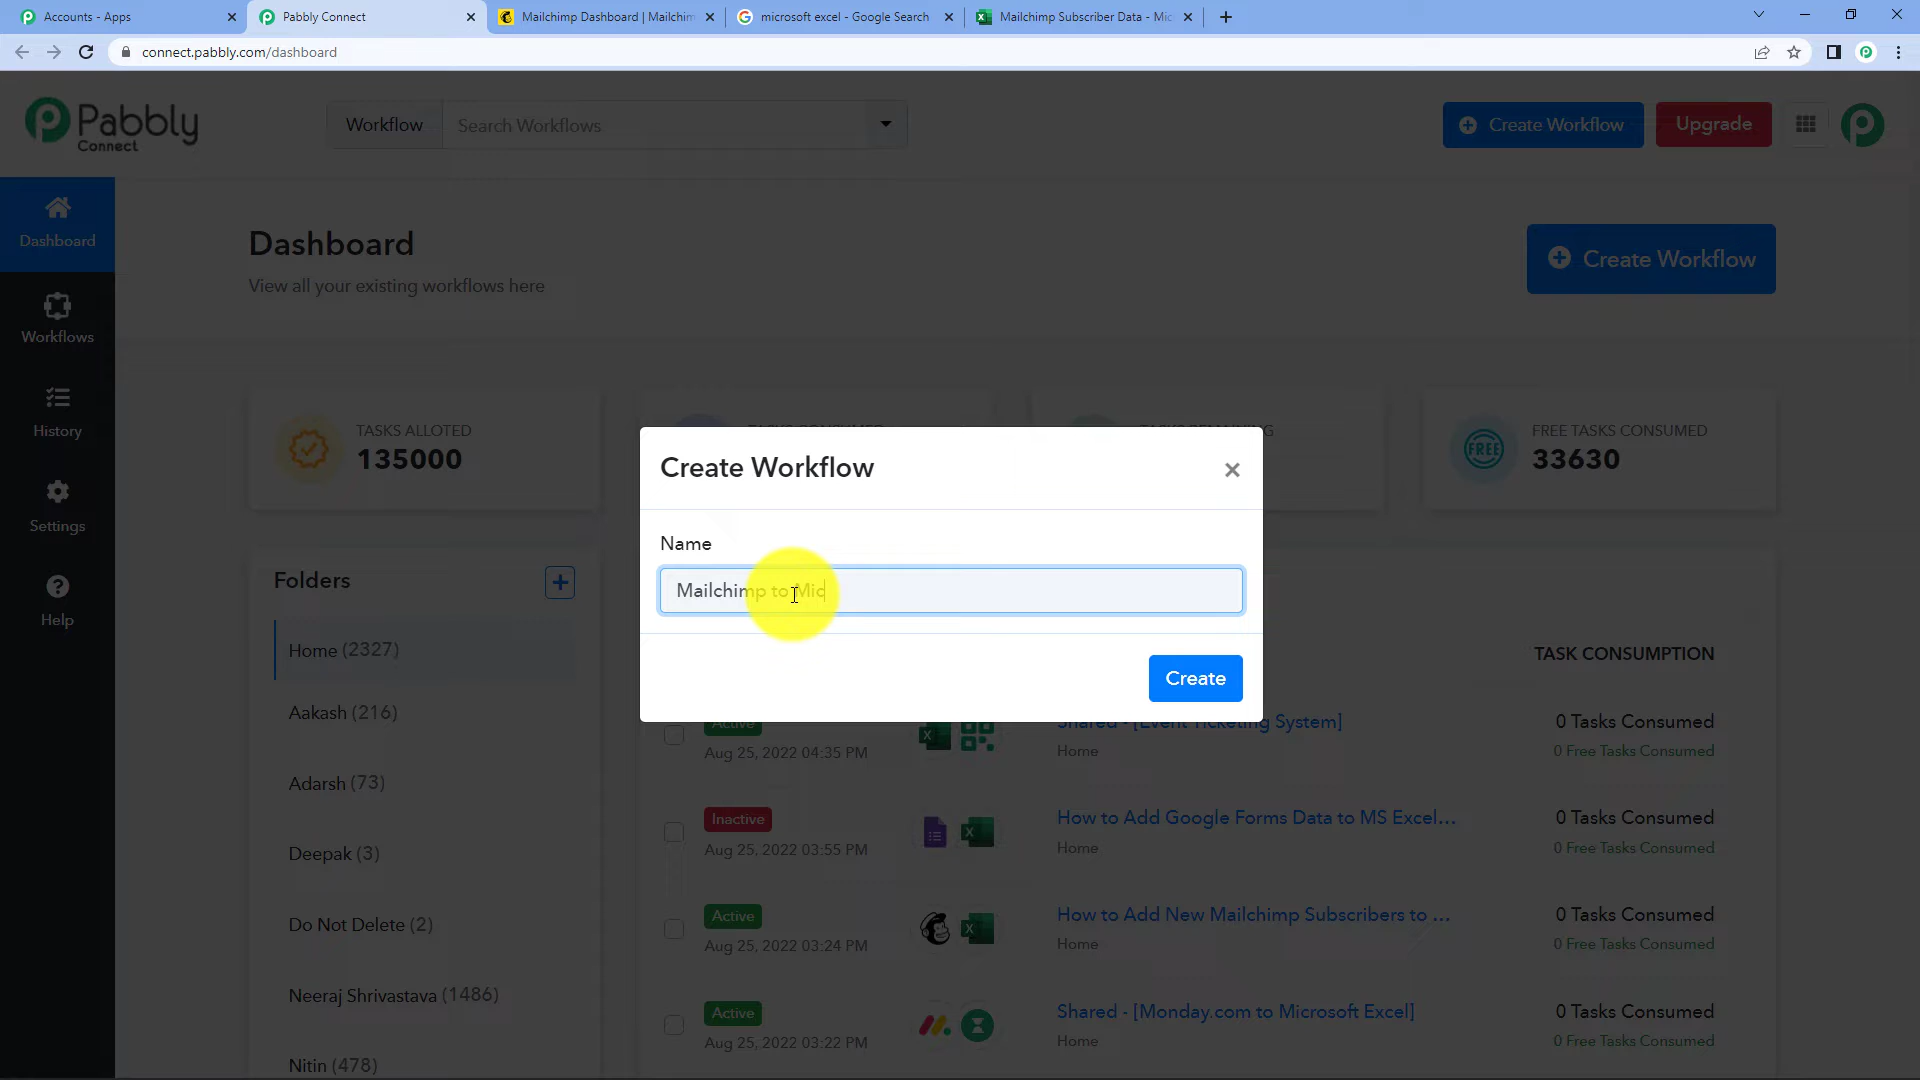 Accounts - Apps
Pabbly Connect
Mailchimp Dashboard | Mailchim
microsoft excel - Google Search
Mailchimp Subscriber Data - Mic
connect.pabbly.com/dashboard
Pabbly
Connect
Workflow
Search Workflows
Create Workflow
Upgrade
Dashboard
Workflows
History
Settings
Help
Dashboard
View all your existing workflows here
Create Workflow
TASKS ALLOTED
135000
FREE
FREE TASKS CONSUMED
33630
Create Workflow
×
Name
Mailchimp to Mic
Create
Folders
Home (2327)
Aakash (216)
Adarsh (73)
Deepak (3)
Do Not Delete (2)
Neeraj Shrivastava (1486)
Nitin (478)
TASK CONSUMPTION
Active
Aug 25, 2022 04:35 PM
Shared - [Event Ticketing System]
Home
0 Tasks Consumed
0 Free Tasks Consumed
Inactive
Aug 25, 2022 03:55 PM
How to Add Google Forms Data to MS Excel...
Home
0 Tasks Consumed
0 Free Tasks Consumed
Active
Aug 25, 2022 03:24 PM
How to Add New Mailchimp Subscribers to ...
Home
0 Tasks Consumed
0 Free Tasks Consumed
Active
Aug 25, 2022 03:22 PM
Shared - [Monday.com to Microsoft Excel]
Home
0 Tasks Consumed
0 Free Tasks Consumed